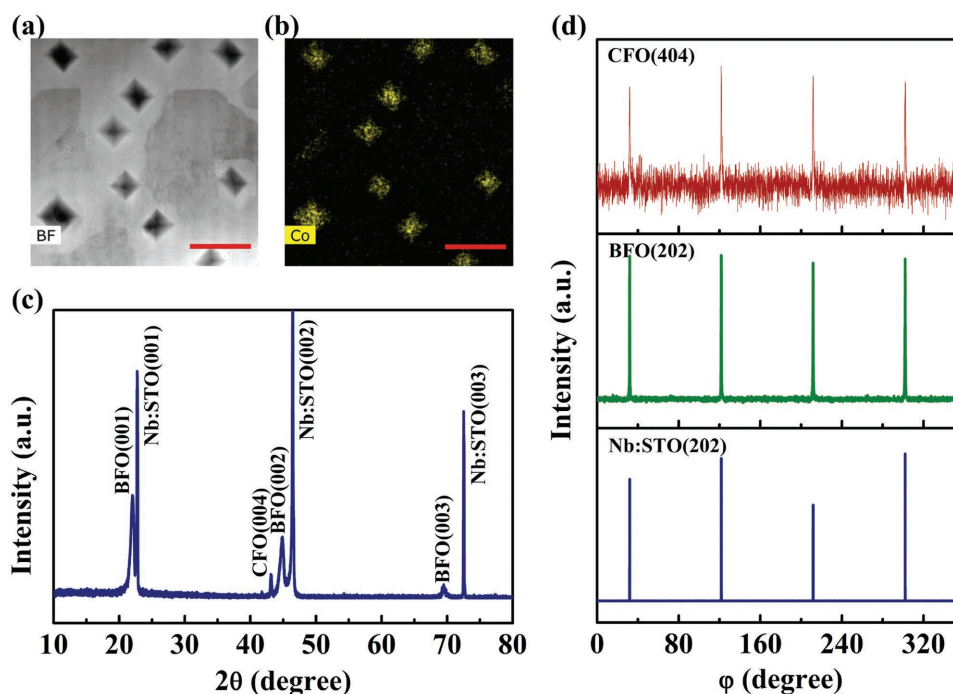 (a)
BF
(b)
Co
(c)
Intensity (a.u.)
BFO(001)
Nb:STO(001)
CFO(004)
BFO(002)
Nb:STO(002)
BFO(003)
Nb:STO(003)
10 20 30 40 50 60 70 80
2θ (degree)
(d)
Intensity (a.u.)
CFO(404)
BFO(202)
Nb:STO(202)
0 80 160 240 320
φ (degree)